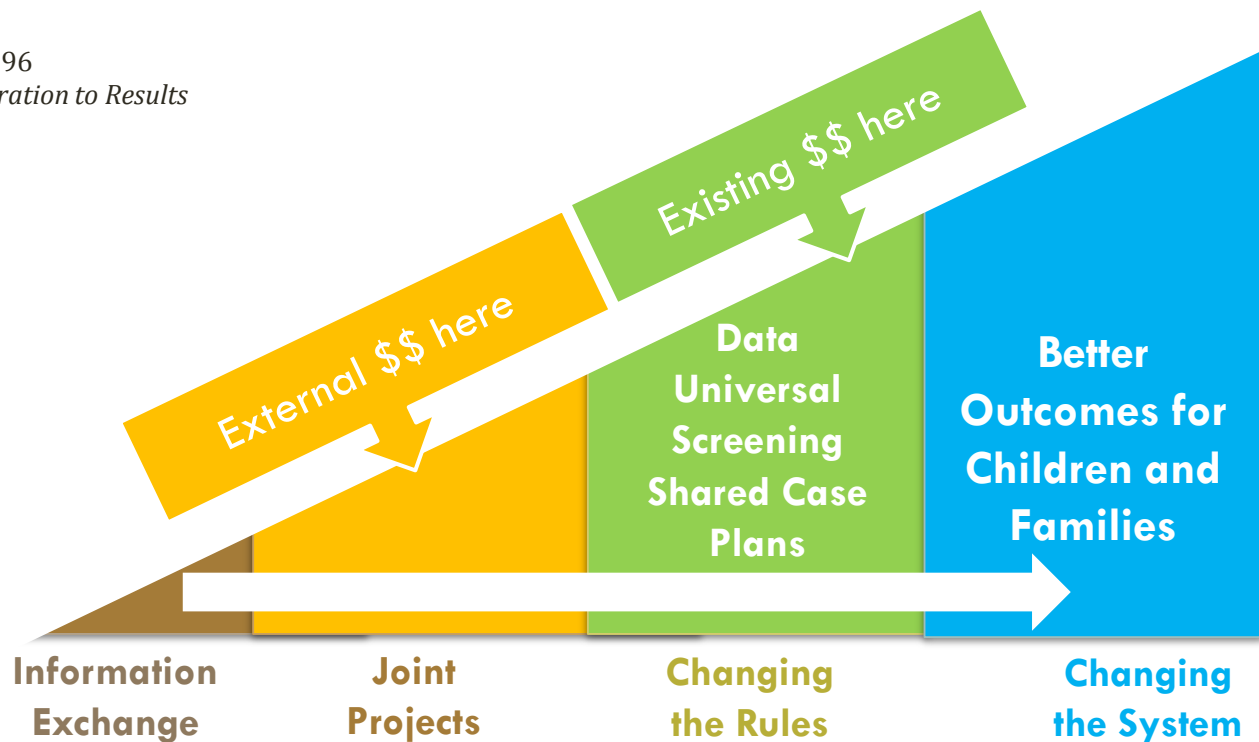 96
ration to Results
Existing $$ here
External $$ here
Data
Universal
Screening
Shared Case
Plans
Better
Outcomes for
Children and
Families
Information
Exchange
Joint
Projects
Changing
the Rules
Changing
the System